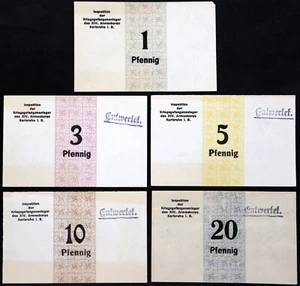 Inspektion
der
Kriegsgefangenenlager
des XIV. Armeekorps
Karlsruhe i. B.
1
Pfennig
Inspektion
der
Kriegsgefangenenlager
des XIV. Armeekorps
Karlsruhe i. B.
3
Pfennig
Entwertet.
Inspektion
der
Kriegsgefangenenlager
des XIV. Armeekorps
Karlsruhe i. B.
5
Pfennig
Entwertet.
Inspektion
der
Kriegsgefangenenlager
des XIV. Armeekorps
Karlsruhe i. B.
10
Pfennig
Entwertet.
Inspektion
der
Kriegsgefangenenlager
des XIV. Armeekorps
Karlsruhe i. B.
20
Pfennig
Entwertet.